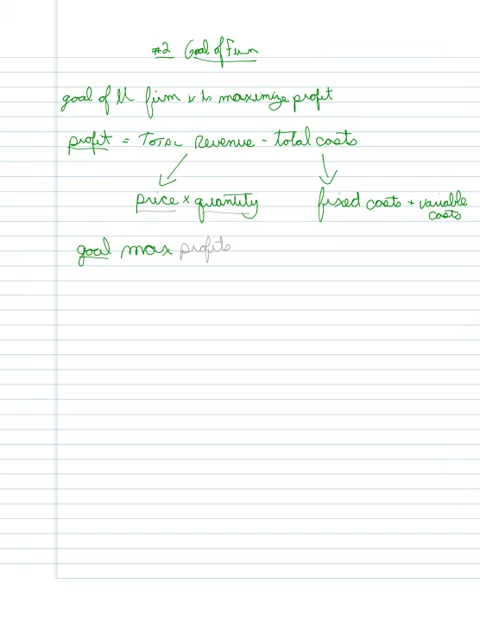 #2 Goal of Firm
goal of th firm is to maximize profit
profit = TOTAL Revenue - total costs
price x quantity fixed costs + variable costs
goal max profits